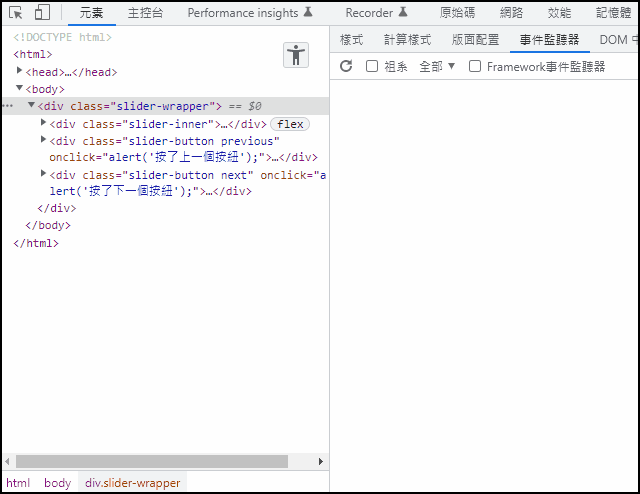 元素 主控台 Performance insights Recorder 原始碼 網路 效能 記憶體
<!DOCTYPE html>
<html>
<head>…</head>
<body>
··· <div class="slider-wrapper"> == $0
<div class="slider-inner">…</div> flex
<div class="slider-button previous"
onclick="alert('按了上一個按紐');">…</div>
<div class="slider-button next" onclick="a
lert('按了下一個按紐');">…</div>
</div>
</body>
</html>
html body div.slider-wrapper
樣式 計算樣式 版面配置 事件監聽器 DOM 中
祖系 全部 Framework事件監聽器